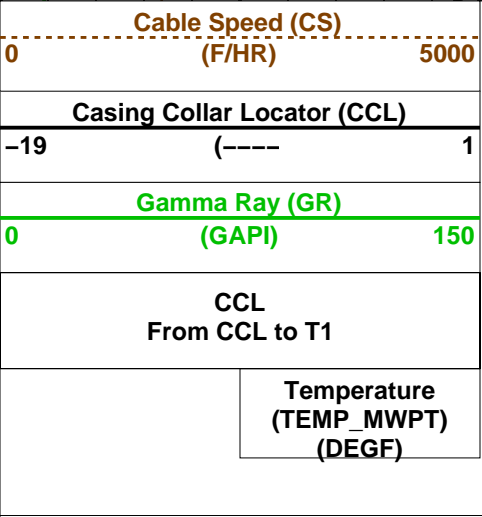 Cable Speed (CS)
0 (F/HR) 5000
Casing Collar Locator (CCL)
−19 (−−−− 1
Gamma Ray (GR)
0 (GAPI) 150
CCL
From CCL to T1
Temperature
(TEMP_MWPT)
(DEGF)